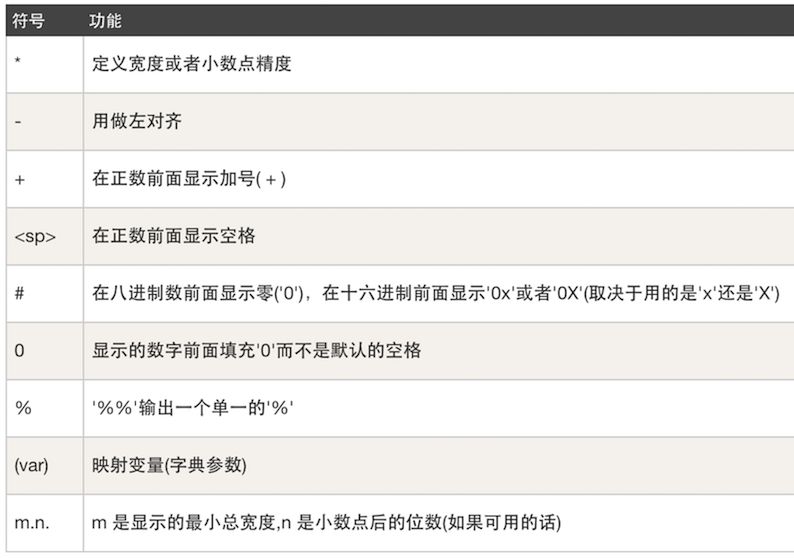 符号 功能
* 定义宽度或者小数点精度
- 用做左对齐
+ 在正数前面显示加号( + )
<sp> 在正数前面显示空格
# 在八进制数前面显示零('0')，在十六进制前面显示'0x'或者'0X'(取决于用的是'x'还是'X')
0 显示的数字前面填充'0'而不是默认的空格
% '%%'输出一个单一的'%'
(var) 映射变量(字典参数)
m.n. m 是显示的最小总宽度,n 是小数点后的位数(如果可用的话)